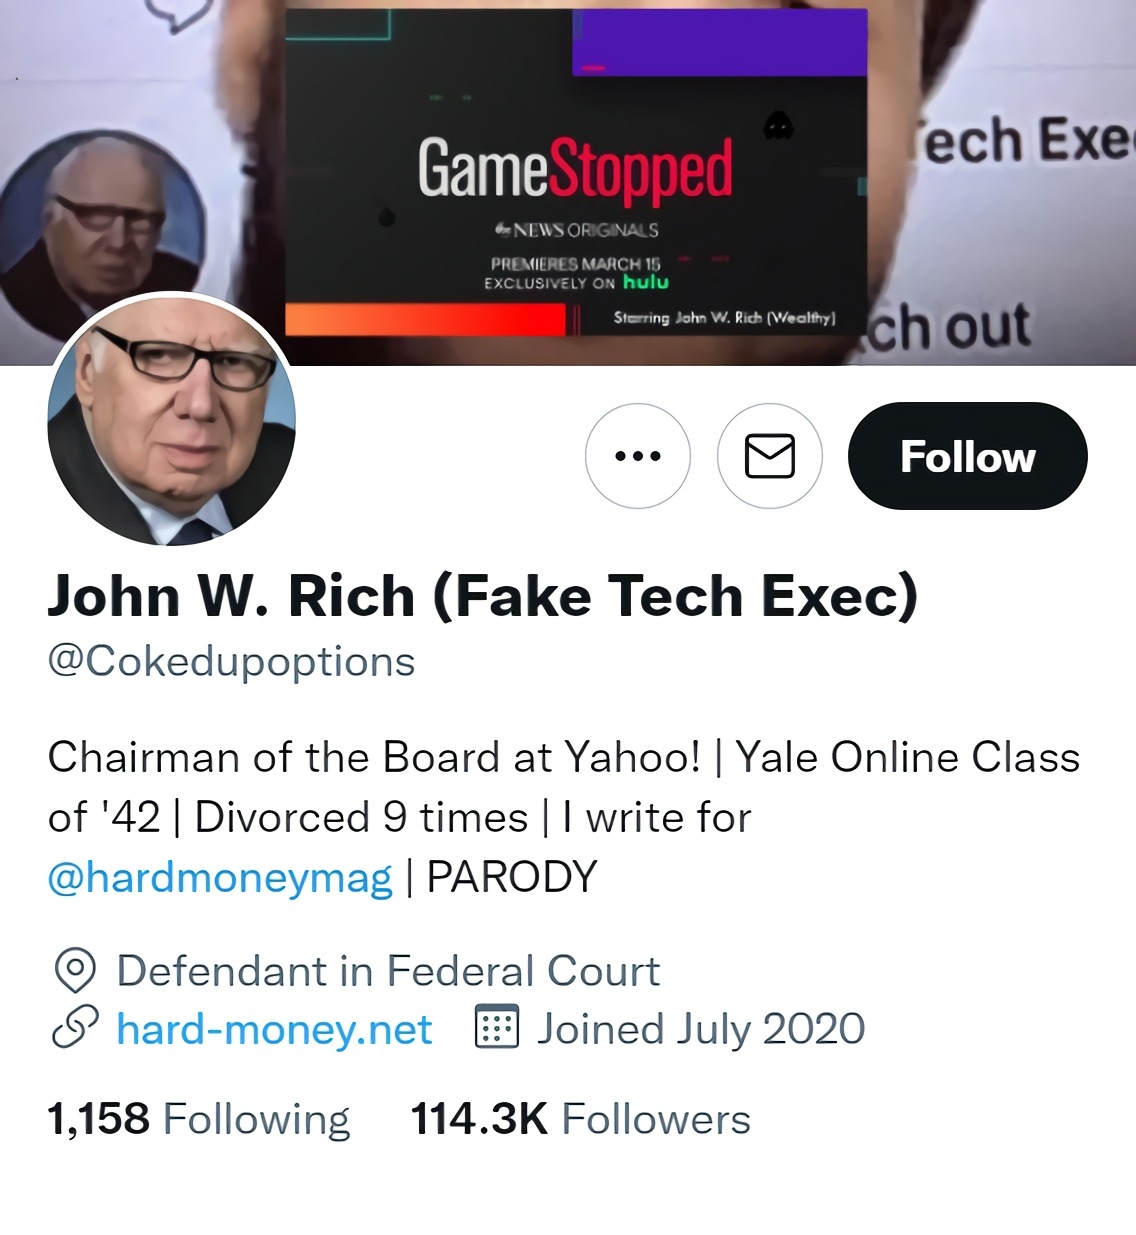 ech Exe
GameStopped
abc NEWS ORIGINALS
PREMIERES MARCH 15
EXCLUSIVELY ON hulu
Starring John W. Rich (Wealthy)
ch out
Follow
John W. Rich (Fake Tech Exec)
@Cokedupoptions
Chairman of the Board at Yahoo! | Yale Online Class
of '42 | Divorced 9 times | I write for
@hardmoneymag | PARODY
Defendant in Federal Court
hard-money.net Joined July 2020
1,158 Following 114.3K Followers